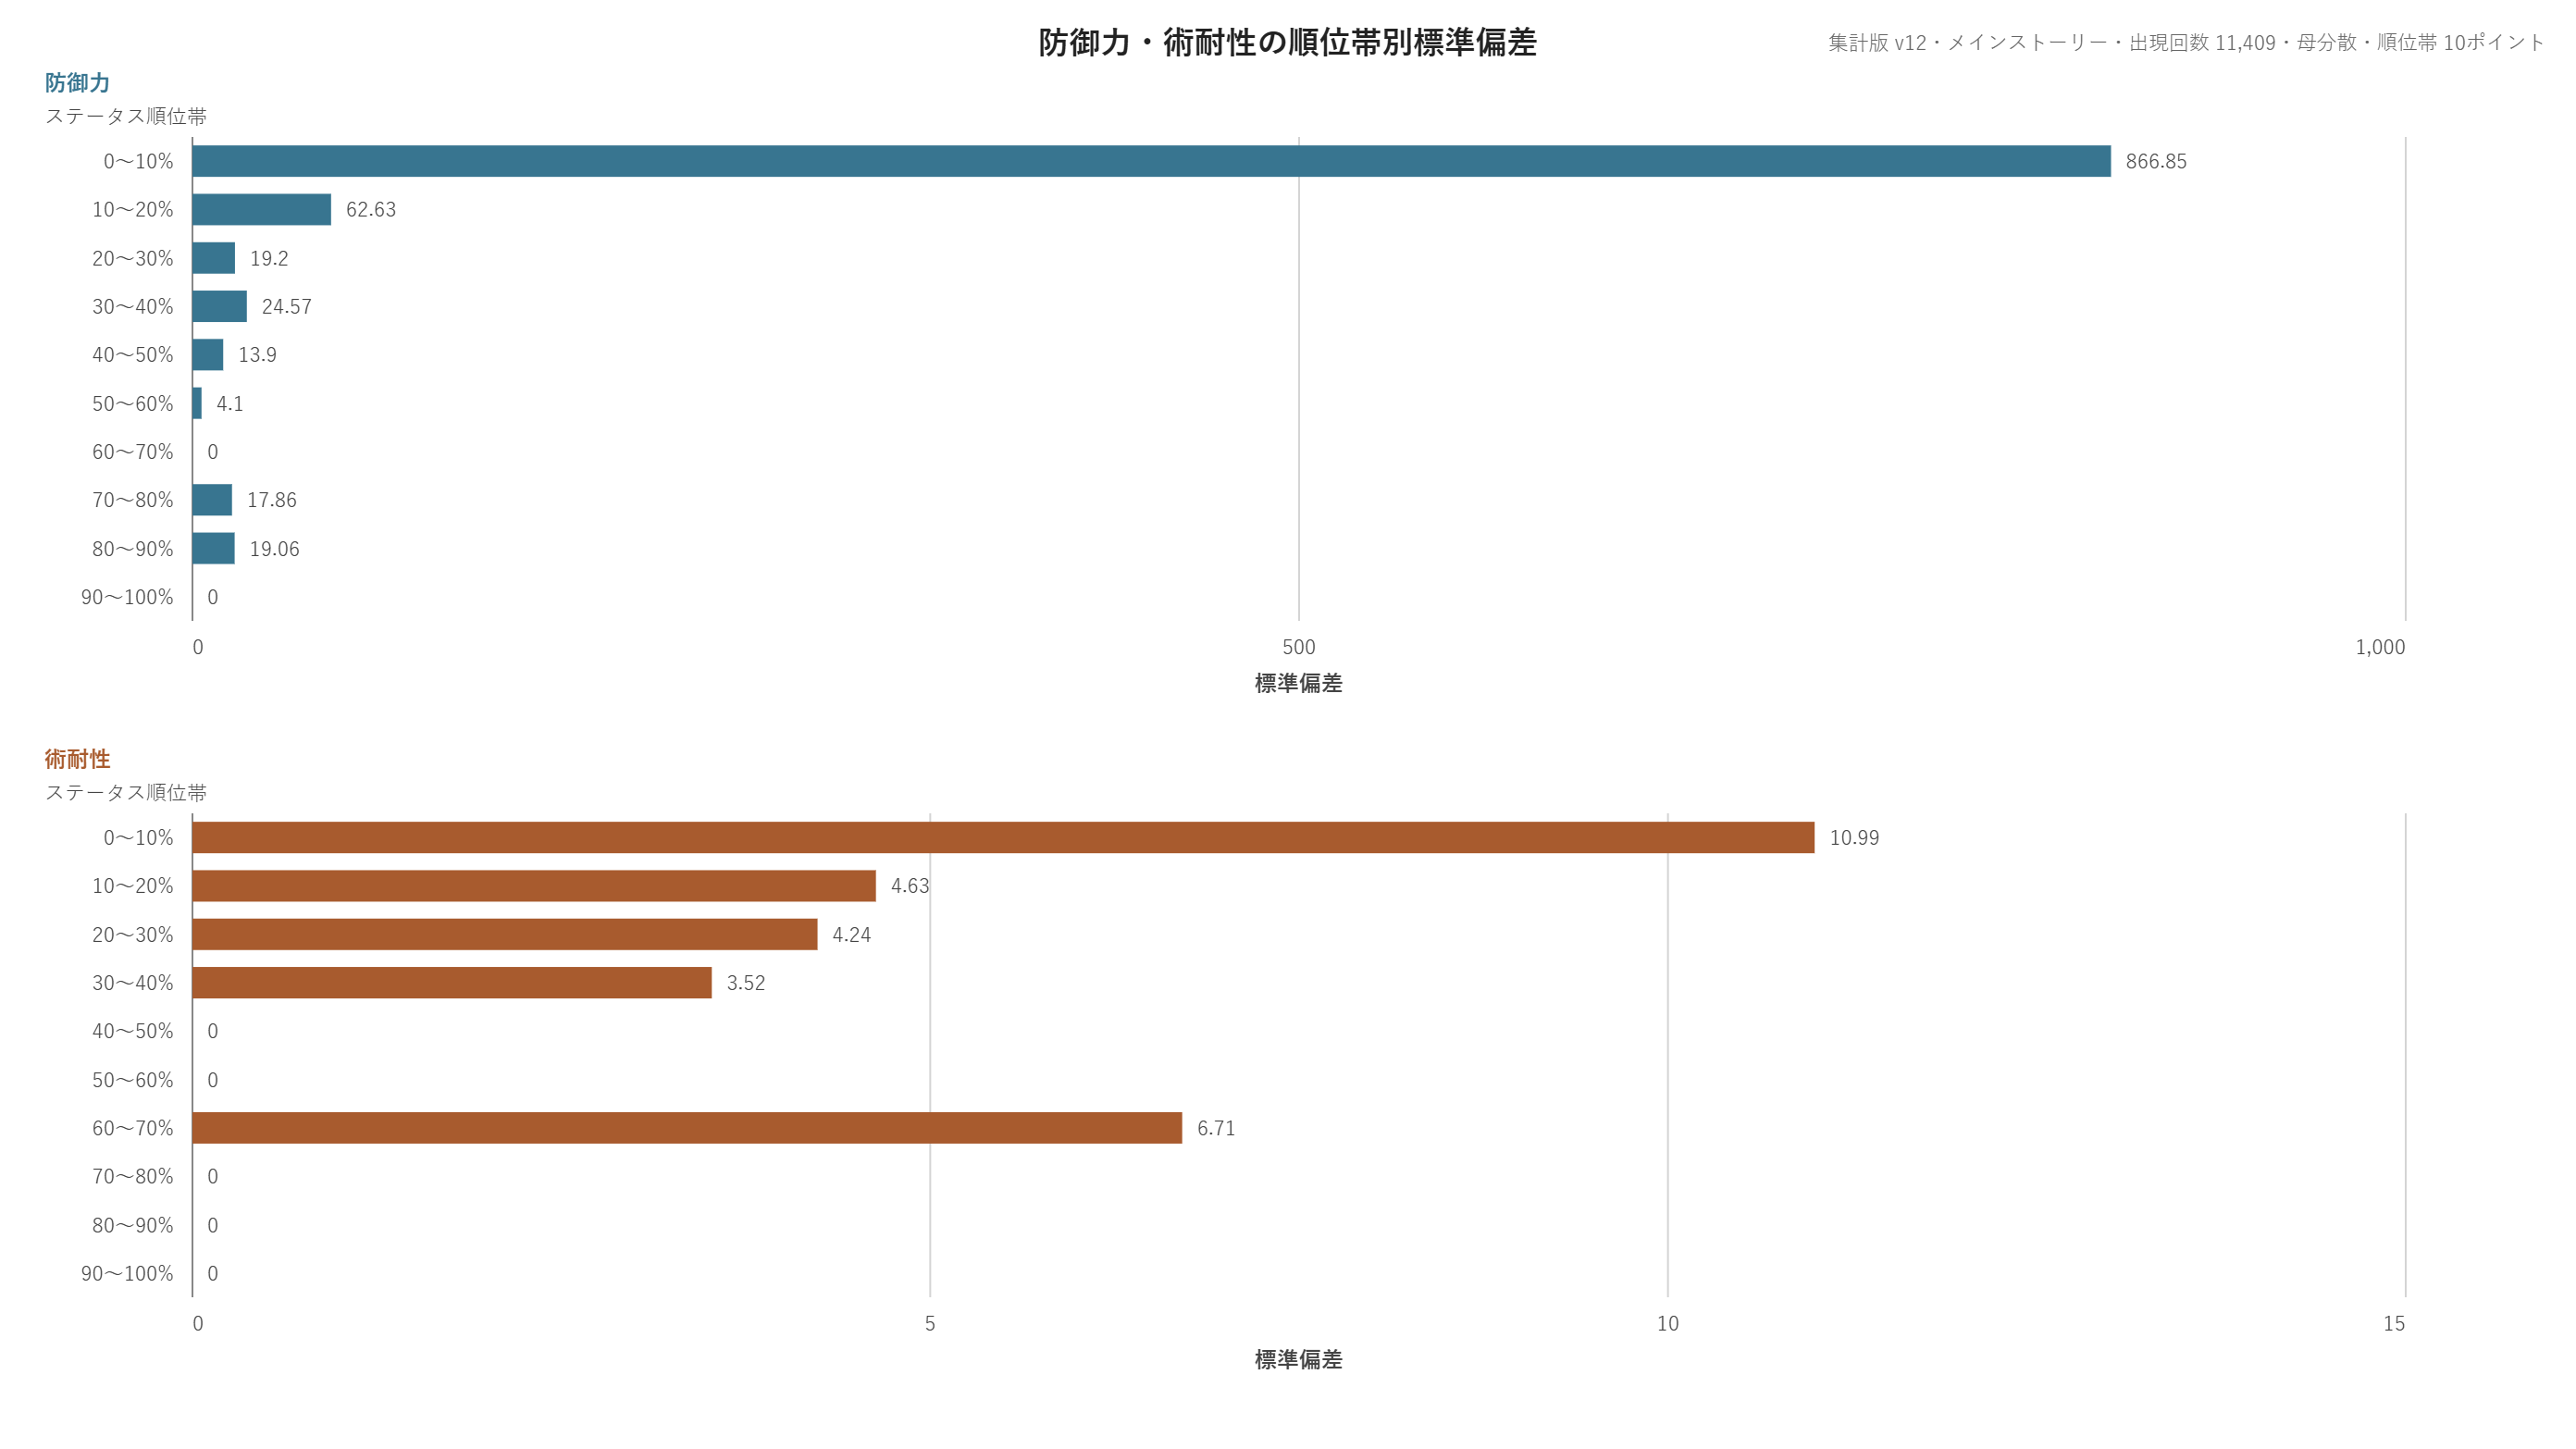 防御力・術耐性の順位帯別標準偏差
集計版 v12・メインストーリー・出現回数 11,409・母分散・順位帯 10ポイント
防御力
ステータス順位帯
0～10% 866.85
10～20% 62.63
20～30% 19.2
30～40% 24.57
40～50% 13.9
50～60% 4.1
60～70% 0
70～80% 17.86
80～90% 19.06
90～100% 0
0 500 1,000
標準偏差
術耐性
ステータス順位帯
0～10% 10.99
10～20% 4.63
20～30% 4.24
30～40% 3.52
40～50% 0
50～60% 0
60～70% 6.71
70～80% 0
80～90% 0
90～100% 0
0 5 10 15
標準偏差